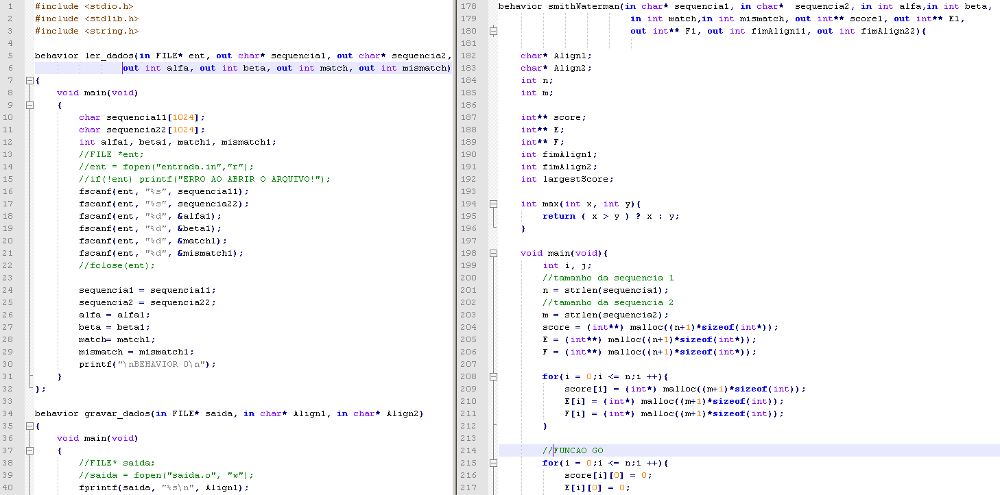 1 #include <stdio.h>
2 #include <stdlib.h>
3 #include <string.h>
4
5 behavior ler_dados(in FILE* ent, out char* sequencia1, out char* sequencia2,
6 out int alfa, out int beta, out int match, out int mismatch)
7 {
8 void main(void)
9 {
10 char sequencia11[1024];
11 char sequencia22[1024];
12 int alfa1, beta1, match1, mismatch1;
13 //FILE *ent;
14 //ent = fopen("entrada.in","r");
15 //if(!ent) printf("ERRO AO ABRIR O ARQUIVO!");
16 fscanf(ent, "%s", sequencia11);
17 fscanf(ent, "%s", sequencia22);
18 fscanf(ent, "%d", &alfa1);
19 fscanf(ent, "%d", &beta1);
20 fscanf(ent, "%d", &match1);
21 fscanf(ent, "%d", &mismatch1);
22 //fclose(ent);
23
24 sequencia1 = sequencia11;
25 sequencia2 = sequencia22;
26 alfa = alfa1;
27 beta = beta1;
28 match= match1;
29 mismatch = mismatch1;
30 printf("\nBEHAVIOR 0\n");
31 }
32 };
33
34 behavior gravar_dados(in FILE* saida, in char* Align1, in char* Align2)
35 {
36 void main(void)
37 {
38 //FILE* saida;
39 //saida = fopen("saida.o", "w");
40 fprintf(saida, "%s\n", Align1);
178 behavior smithWaterman(in char* sequencia1, in char*  sequencia2, in int alfa,in int beta,
179 in int match,in int mismatch, out int** score1, out int** E1,
180 out int** F1, out int fimAlign11, out int fimAlign22){
181
182 char* Align1;
183 char* Align2;
184 int n;
185 int m;
186
187 int** score;
188 int** E;
189 int** F;
190 int fimAlign1;
191 int fimAlign2;
192 int largestScore;
193
194 int max(int x, int y){
195 return ( x > y ) ? x : y;
196 }
197
198 void main(void){
199 int i, j;
200 //tamanho da sequencia 1
201 n = strlen(sequencia1);
202 //tamanho da sequencia 2
203 m = strlen(sequencia2);
204 score = (int**) malloc((n+1)*sizeof(int*));
205 E = (int**) malloc((n+1)*sizeof(int*));
206 F = (int**) malloc((n+1)*sizeof(int*));
207
208 for(i = 0;i <= n;i ++){
209 score[i] = (int*) malloc((m+1)*sizeof(int));
210 E[i] = (int*) malloc((m+1)*sizeof(int));
211 F[i] = (int*) malloc((m+1)*sizeof(int));
212 }
213
214 //FUNCAO GO
215 for(i = 0;i <= n;i ++){
216 score[i][0] = 0;
217 E[i][0] = 0;